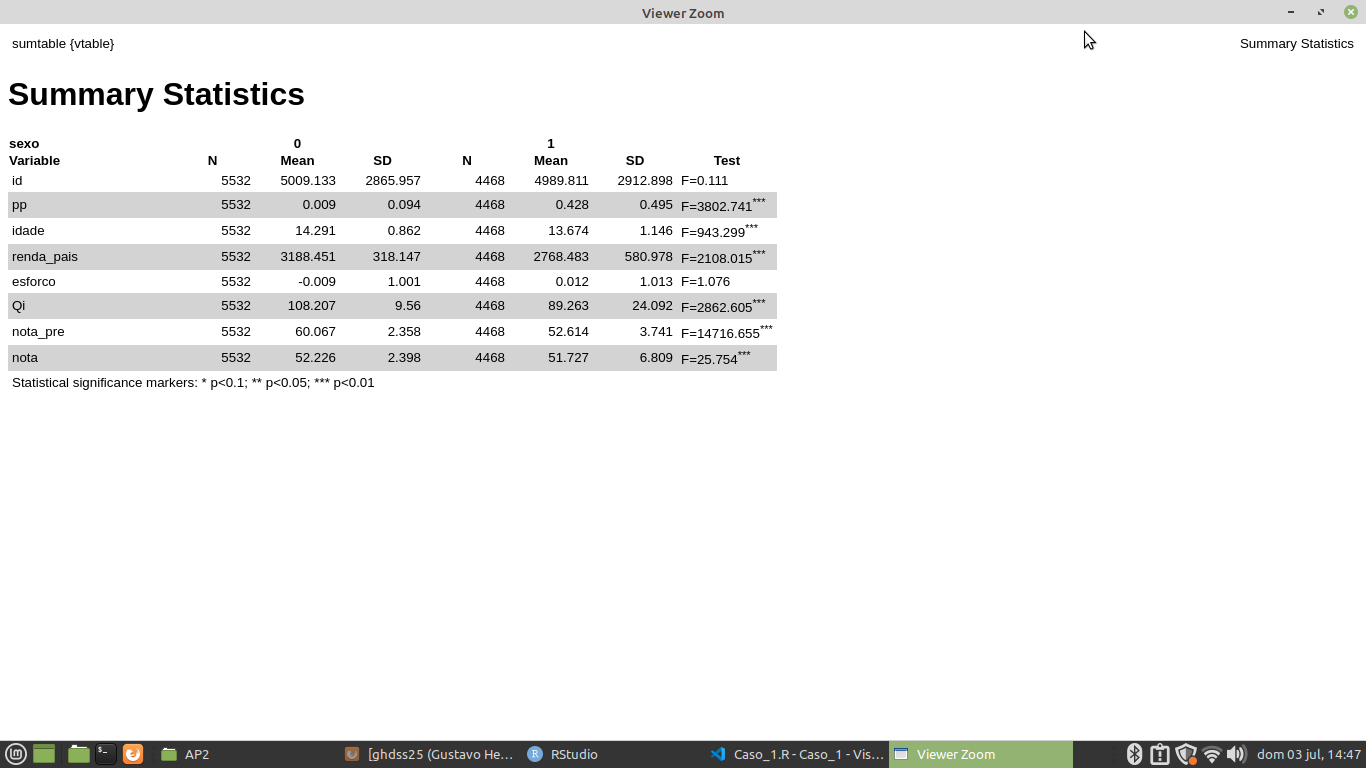 Viewer Zoom
sumtable {vtable} Summary Statistics
Summary Statistics
sexo 0 1
Variable N Mean SD N Mean SD Test
id 5532 5009.133 2865.957 4468 4989.811 2912.898 F=0.111
pp 5532 0.009 0.094 4468 0.428 0.495 F=3802.741***
idade 5532 14.291 0.862 4468 13.674 1.146 F=943.299***
renda_pais 5532 3188.451 318.147 4468 2768.483 580.978 F=2108.015***
esforco 5532 -0.009 1.001 4468 0.012 1.013 F=1.076
Qi 5532 108.207 9.56 4468 89.263 24.092 F=2862.605***
nota_pre 5532 60.067 2.358 4468 52.614 3.741 F=14716.655***
nota 5532 52.226 2.398 4468 51.727 6.809 F=25.754***
Statistical significance markers: * p<0.1; ** p<0.05; *** p<0.01
AP2 [ghdss25 (Gustavo He... RStudio Caso_1.R - Caso_1 - Vis... Viewer Zoom dom 03 jul, 14:47